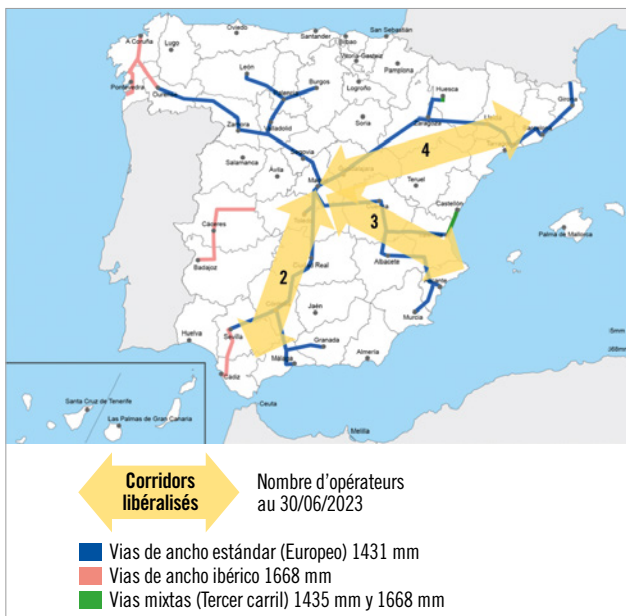 San Sebastián
Oviedo
Santander
A Coruña
Lugo
Bilbao
Vitoria-Gasteiz
Pamplona
León
Pontevedra
Burgos
Logroño
Huesca
Ourense
Palencia
Girona
Soria
Zamora
Valladolid
Zaragoza
Barcelona
Segovia
Salamanca
Ávila
4
Teruel
Castellón
Cáceres
3
Palma de Mallorca
Badajoz
2
Albacete
Ciudad Real
Alicante
Jaén
Murcia
Huelva
Sevilla
Granada
Málaga
Almería
Cádiz
Santa Cruz de Tenerife
Las Palmas de Gran Canaria
Ceuta
Melilla
Corridors
libéralisés
Nombre d’opérateurs
au 30/06/2023
Vias de ancho estándar (Europeo) 1431 mm
Vias de ancho ibérico 1668 mm
Vias mixtas (Tercer carril) 1435 mm y 1668 mm